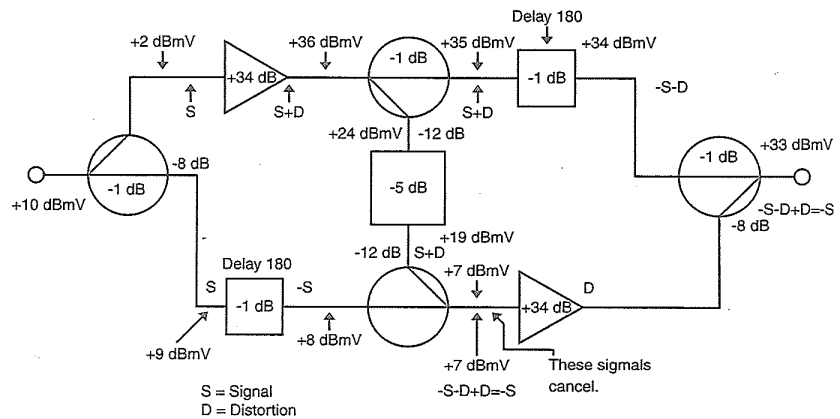 Delay 180
+2 dBmV
+36 dBmV
-1 dB
+35 dBmV
+34 dBmV
+34 dB
-1 dB
S
S+D
S+D
-S-D
+24 dBmV
-12 dB
-8 dB
-1 dB
+33 dBmV
-1 dB
-5 dB
+10 dBmV
-S-D+D=-S
-8 dB
+19 dBmV
-12 dB
S+D
Delay 180
+7 dBmV
S
-S
D
-1 dB
+34 dB
+9 dBmV
+8 dBmV
+7 dBmV
These sigmals
cancel.
-S-D+D=-S
S = Signal
D = Distortion